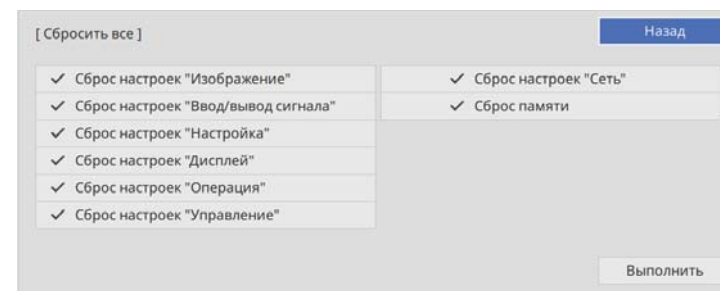 [ Сбросить все ]
Назад
✓ Сброс настроек "Изображение"
✓ Сброс настроек "Ввод/вывод сигнала"
✓ Сброс настроек "Настройка"
✓ Сброс настроек "Дисплей"
✓ Сброс настроек "Операция"
✓ Сброс настроек "Управление"
✓ Сброс настроек "Сеть"
✓ Сброс памяти
Выполнить